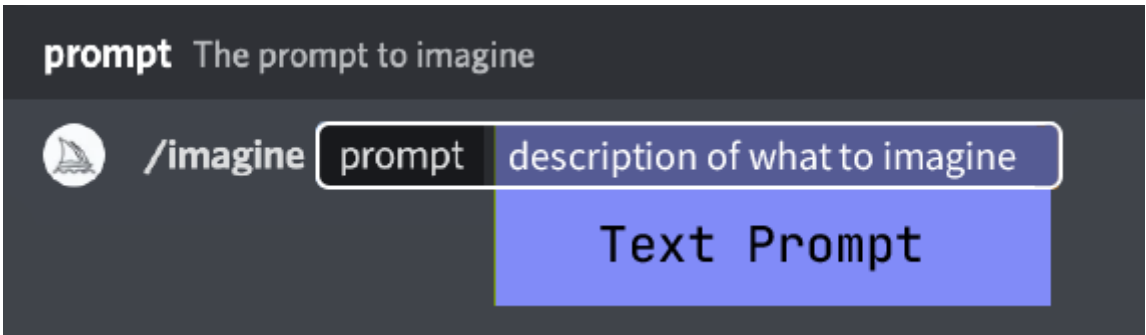 prompt The prompt to imagine
/imagine prompt description of what to imagine
Text Prompt